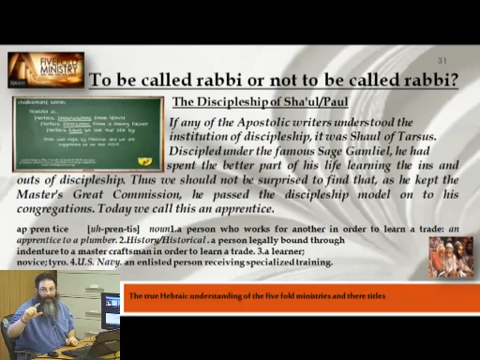 31
FIVEFOLD
MINISTRY
To be called rabbi or not to be called rabbi?
The Discipleship of Sha'ul/Paul
If any of the Apostolic writers understood the
institution of discipleship, it was Shaul of Tarsus.
Discipled under the famous Sage Gamliel, he had
spent the better part of his life learning the ins and
outs of discipleship. Thus we should not be surprised to find that, as he kept the
Master's Great Commission, he passed the discipleship model on to his
congregations. Today we call this an apprentice.
ap pren tice [uh-pren-tis] noun1.a person who works for another in order to learn a trade: an
apprentice to a plumber. 2.History/Historical . a person legally bound through
indenture to a master craftsman in order to learn a trade. 3.a learner;
novice; tyro. 4.U.S. Navy. an enlisted person receiving specialized training.
The true Hebraic understanding of the five fold ministries and there titles